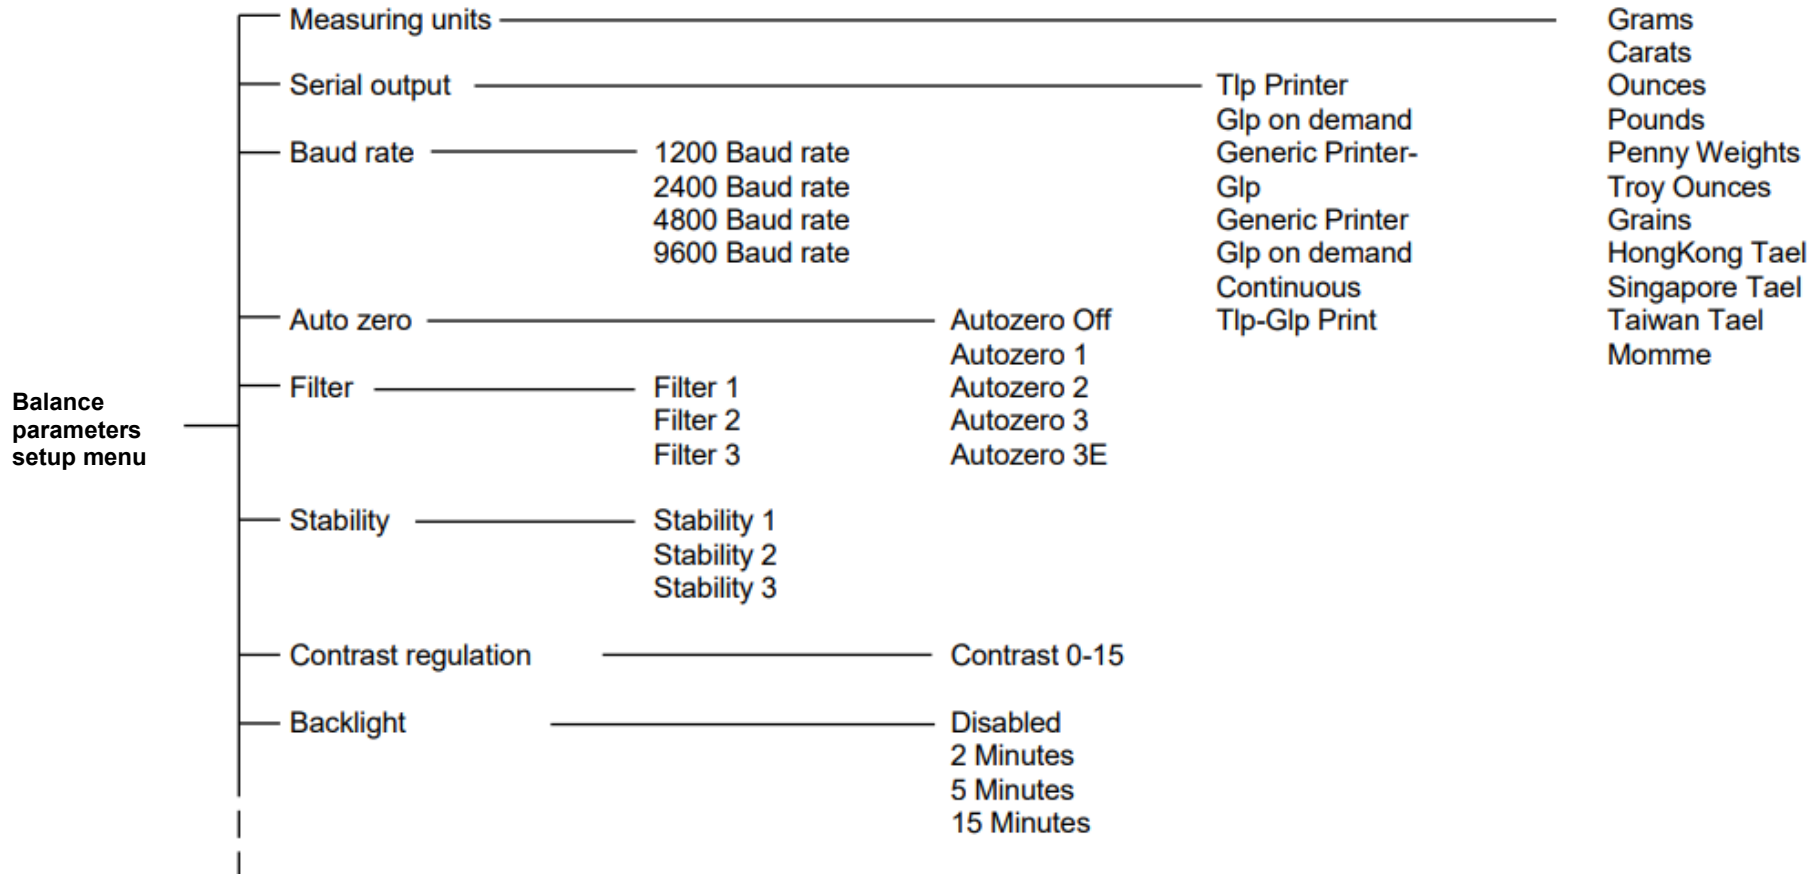 Measuring units
Grams
Carats
Serial output
Tlp Printer
Ounces
Glp on demand
Pounds
Baud rate
1200 Baud rate
Generic Printer-
Penny Weights
2400 Baud rate
Glp
Troy Ounces
4800 Baud rate
Generic Printer
Grains
9600 Baud rate
Glp on demand
HongKong Tael
Continuous
Singapore Tael
Auto zero
Autozero Off
Tlp-Glp Print
Taiwan Tael
Autozero 1
Momme
Filter
Filter 1
Autozero 2
Balance
parameters
setup menu
Filter 2
Autozero 3
Filter 3
Autozero 3E
Stability
Stability 1
Stability 2
Stability 3
Contrast regulation
Contrast 0-15
Backlight
Disabled
2 Minutes
5 Minutes
15 Minutes